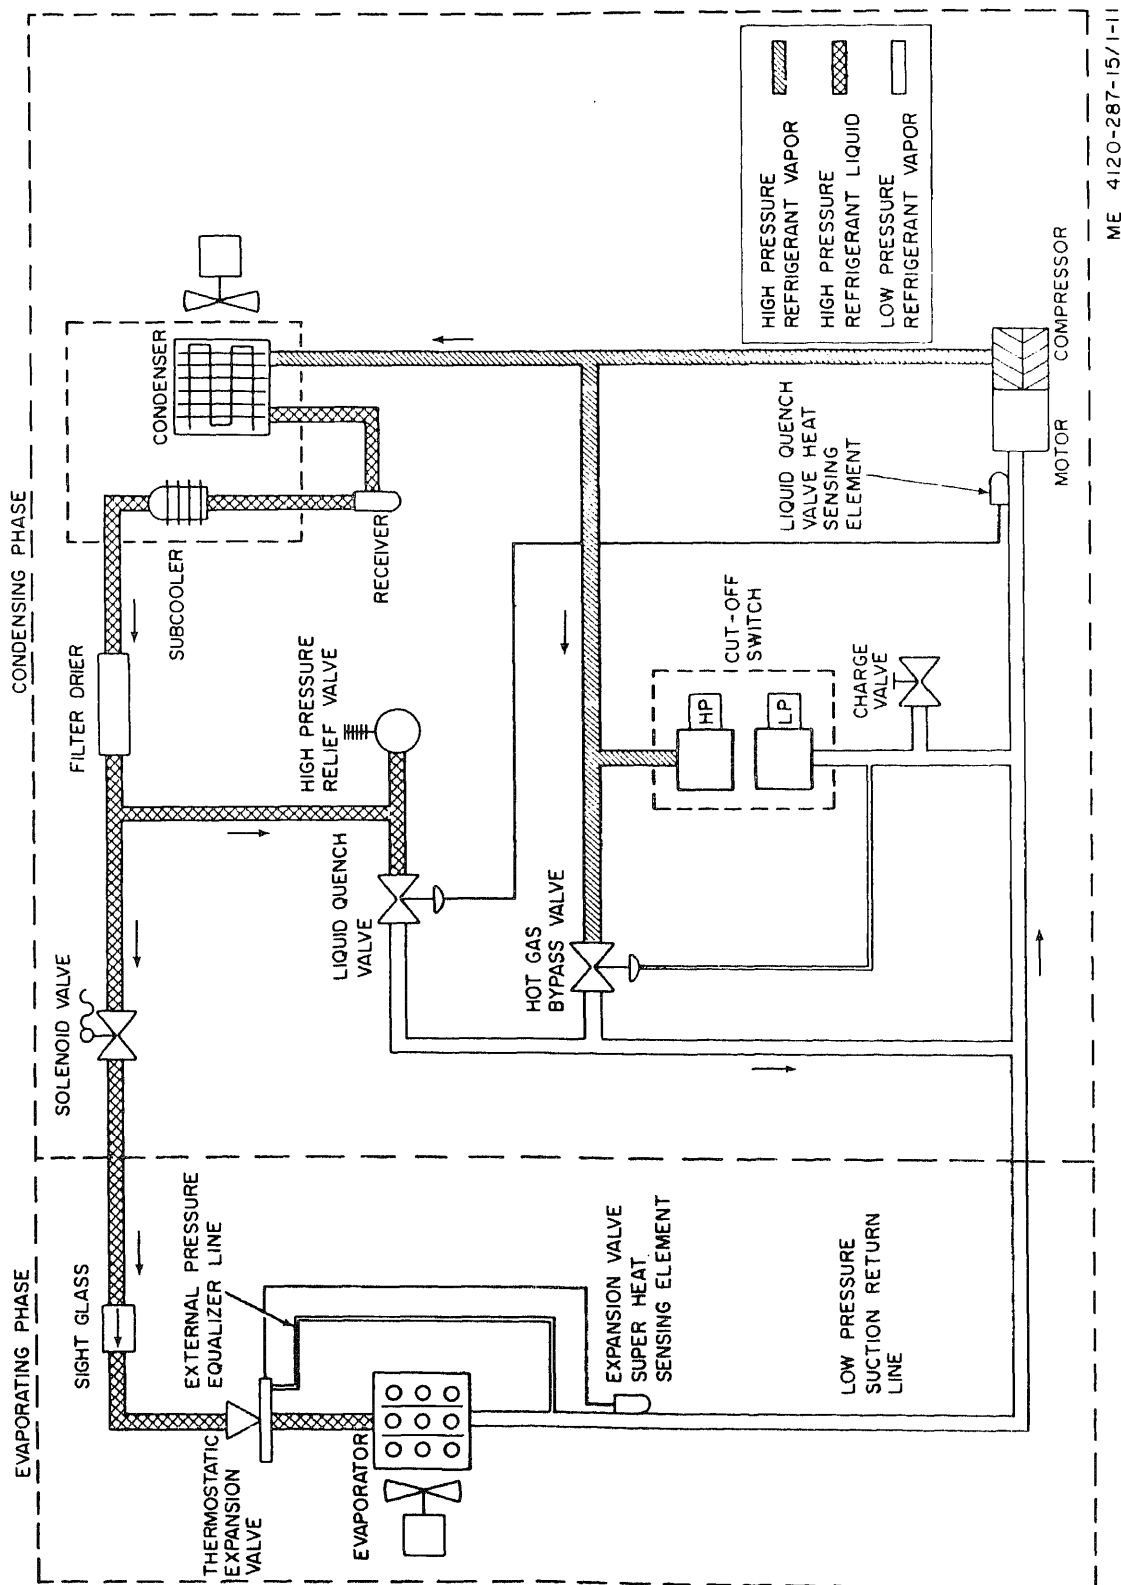 EVAPORATING PHASE
CONDENSING PHASE
SIGHT GLASS
SOLENOID VALVE
FILTER DRIER
SUBCOOLER
CONDENSER
THERMOSTATIC
EXPANSION
VALVE
EXTERNAL PRESSURE
EQUALIZER LINE
EVAPORATOR
LIQUID QUENCH
VALVE
HIGH PRESSURE
RELIEF VALVE
RECEIVER
HOT GAS
BYPASS VALVE
EXPANSION VALVE
SUPER HEAT
SENSING ELEMENT
HP
LP
CUT-OFF
SWITCH
LIQUID QUENCH
VALVE HEAT
SENSING
ELEMENT
CHARGE
VALVE
LOW PRESSURE
SUCTION RETURN
LINE
MOTOR
COMPRESSOR
HIGH PRESSURE
REFRIGERANT VAPOR
HIGH PRESSURE
REFRIGERANT LIQUID
LOW PRESSURE
REFRIGERANT VAPOR
ME 4120-287-15/1-11